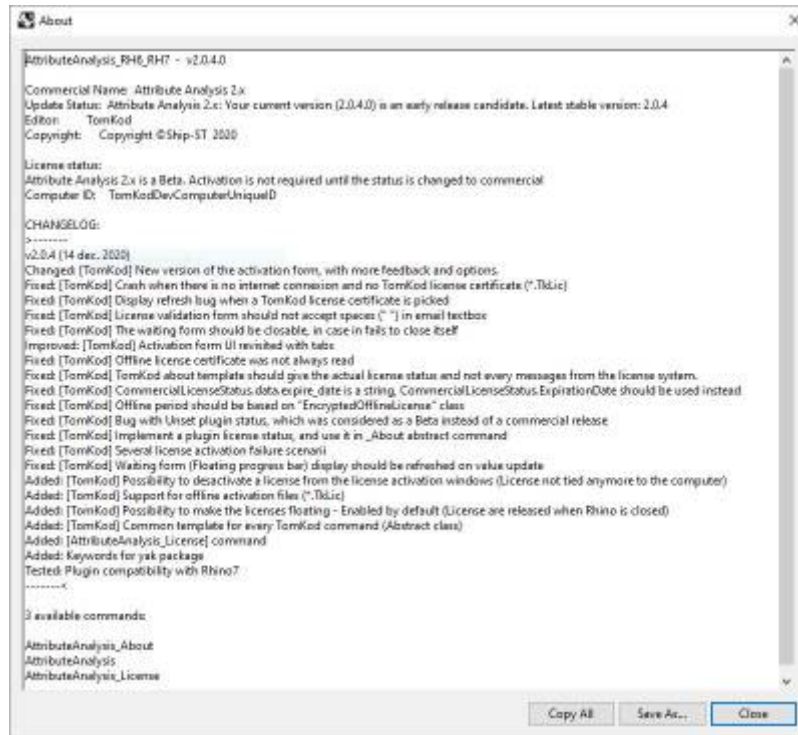 About
AttributeAnalysis_RH6_RH7 - v2.0.4.0
Commercial Name: Attribute Analysis 2.x
Update Status: Attribute Analysis 2.x: Your current version (2.0.4.0) is an early release candidate. Latest stable version: 2.0.4
Editor: TomKod
Copyright: Copyright ©Ship-ST 2020
License status:
Attribute Analysis 2.x is a Beta. Activation is not required until the status is changed to commercial
Computer ID: TomKodDevComputerUniqueID
CHANGELOG:
>--------
v2.0.4 (14 dec. 2020)
Changed: [TomKod] New version of the activation form, with more feedback and options.
Fixed: [TomKod] Crash when there is no internet connexion and no TomKod license certificate (*.TkLic)
Fixed: [TomKod] Display refresh bug when a TomKod license certificate is picked
Fixed: [TomKod] License validation form should not accept spaces (" ") in email textbox
Fixed: [TomKod] The waiting form should be closable, in case in fails to close itself
Improved: [TomKod] Activation form UI revisited with tabs
Fixed: [TomKod] Offline license certificate was not always read
Fixed: [TomKod] TomKod about template should give the actual license status and not every messages from the license system.
Fixed: [TomKod] CommercialLicenseStatus.data.expire_date is a string, CommercialLicenseStatus.ExpirationDate should be used instead
Fixed: [TomKod] Offline period should be based on "EncryptedOfflineLicense" class
Fixed: [TomKod] Bug with Unset plugin status, which was considered as a Beta instead of a commercial release
Fixed: [TomKod] Implement a plugin license status, and use it in _About abstract command
Fixed: [TomKod] Several license activation failure scenarii
Fixed: [TomKod] Waiting form (Floating progress bar) display should be refreshed on value update
Added: [TomKod] Possibility to desactivate a license from the license activation windows (License not tied anymore to the computer)
Added: [TomKod] Support for offline activation files (*.TkLic)
Added: [TomKod] Possibility to make the licenses floating - Enabled by default (License are released when Rhino is closed)
Added: [TomKod] Common template for every TomKod command (Abstract class)
Added: [AttributeAnalysis_License] command
Added: Keywords for yak package
Tested: Plugin compatibility with Rhino7
--------<
3 available commands:
AttributeAnalysis_About
AttributeAnalysis
AttributeAnalysis_License
Copy All
Save As...
Close